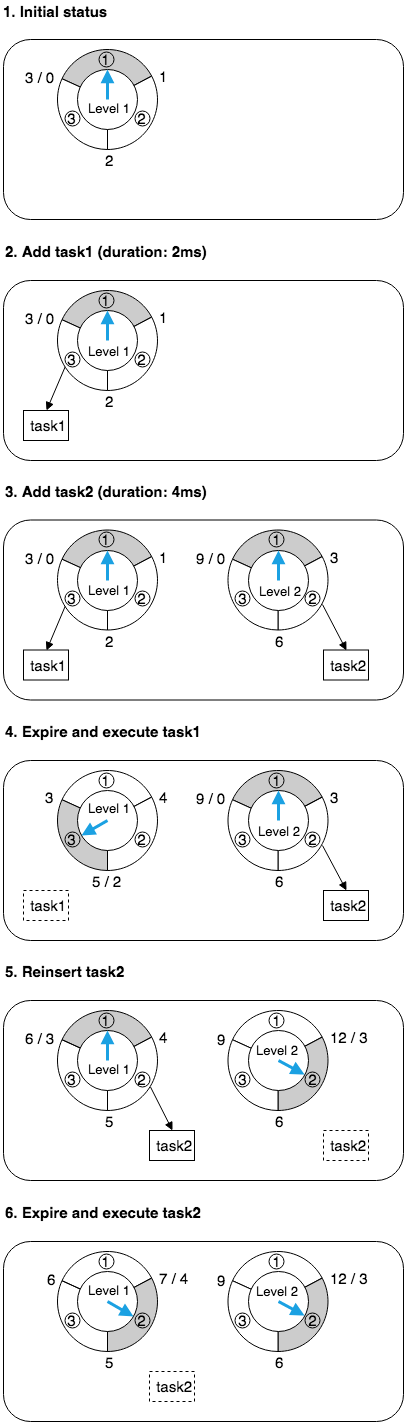 1. Initial status
①
3 / 0 1
Level 1
③ ②
2
2. Add task1 (duration: 2ms)
①
3 / 0 1
Level 1
③ ②
2
task1
3. Add task2 (duration: 4ms)
① ①
3 / 0 1 9 / 0 3
Level 1 Level 2
③ ② ③ ②
2 6
task1 task2
4. Expire and execute task1
① ①
3 4 9 / 0 3
Level 1 Level 2
③ ② ③ ②
5 / 2 6
task1 task2
5. Reinsert task2
① ①
6 / 3 4 9 12 / 3
Level 1 Level 2
③ ② ③ ②
5 6
task2 task2
6. Expire and execute task2
① ①
6 7 / 4 9 12 / 3
Level 1 Level 2
③ ② ③ ②
5 6
task2